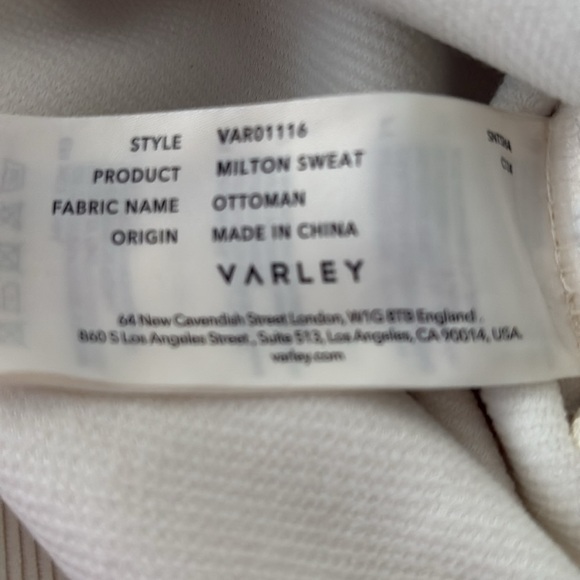 STYLE VAR01116
PRODUCT MILTON SWEAT
FABRIC NAME OTTOMAN
ORIGIN MADE IN CHINA
VARLEY
64 New Cavendish Street London, W1G 8TB England.
860 S Los Angeles Street, Suite 513, Los Angeles, CA 90014, USA
varley.com